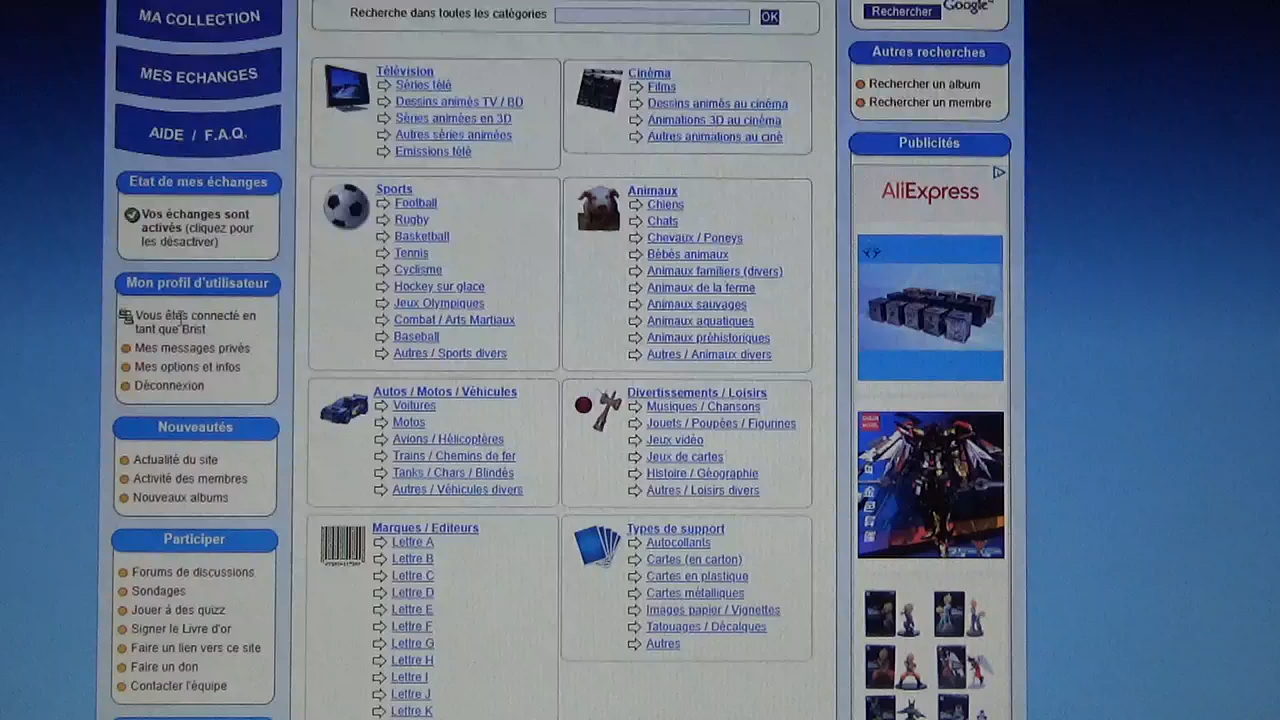 MA COLLECTION
MES ECHANGES
AIDE / F.A.Q.
Etat de mes échanges
Vos échanges sont
activés (cliquez pour
les désactiver)
Mon profil d'utilisateur
Vous êtes connecté en
tant que Brist
Mes messages privés
Mes options et infos
Déconnexion
Nouveautés
Actualité du site
Activité des membres
Nouveaux albums
Participer
Forums de discussions
Sondages
Jouer à des quizz
Signer le Livre d'or
Faire un lien vers ce site
Faire un don
Contacter l'équipe
Recherche dans toutes les catégories
OK
Télévision
Séries télé
Dessins animés TV / BD
Séries animées en 3D
Autres séries animées
Emissions télé
Cinéma
Films
Dessins animés au cinéma
Animations 3D au cinéma
Autres animations au ciné
Sports
Football
Rugby
Basketball
Tennis
Cyclisme
Hockey sur glace
Jeux Olympiques
Combat / Arts Martiaux
Baseball
Autres / Sports divers
Animaux
Chiens
Chats
Chevaux / Poneys
Bébés animaux
Animaux familiers (divers)
Animaux de la ferme
Animaux sauvages
Animaux aquatiques
Animaux préhistoriques
Autres / Animaux divers
Autos / Motos / Véhicules
Voitures
Motos
Avions / Hélicoptères
Trains / Chemins de fer
Tanks / Chars / Blindés
Autres / Véhicules divers
Divertissements / Loisirs
Musiques / Chansons
Jouets / Poupées / Figurines
Jeux vidéo
Jeux de cartes
Histoire / Géographie
Autres / Loisirs divers
Marques / Editeurs
Lettre A
Lettre B
Lettre C
Lettre D
Lettre E
Lettre F
Lettre G
Lettre H
Lettre I
Lettre J
Lettre K
Types de support
Autocollants
Cartes (en carton)
Cartes en plastique
Cartes métalliques
Images papier / Vignettes
Tatouages / Décalques
Autres
Rechercher
Google
Autres recherches
Rechercher un album
Rechercher un membre
Publicités
AliExpress